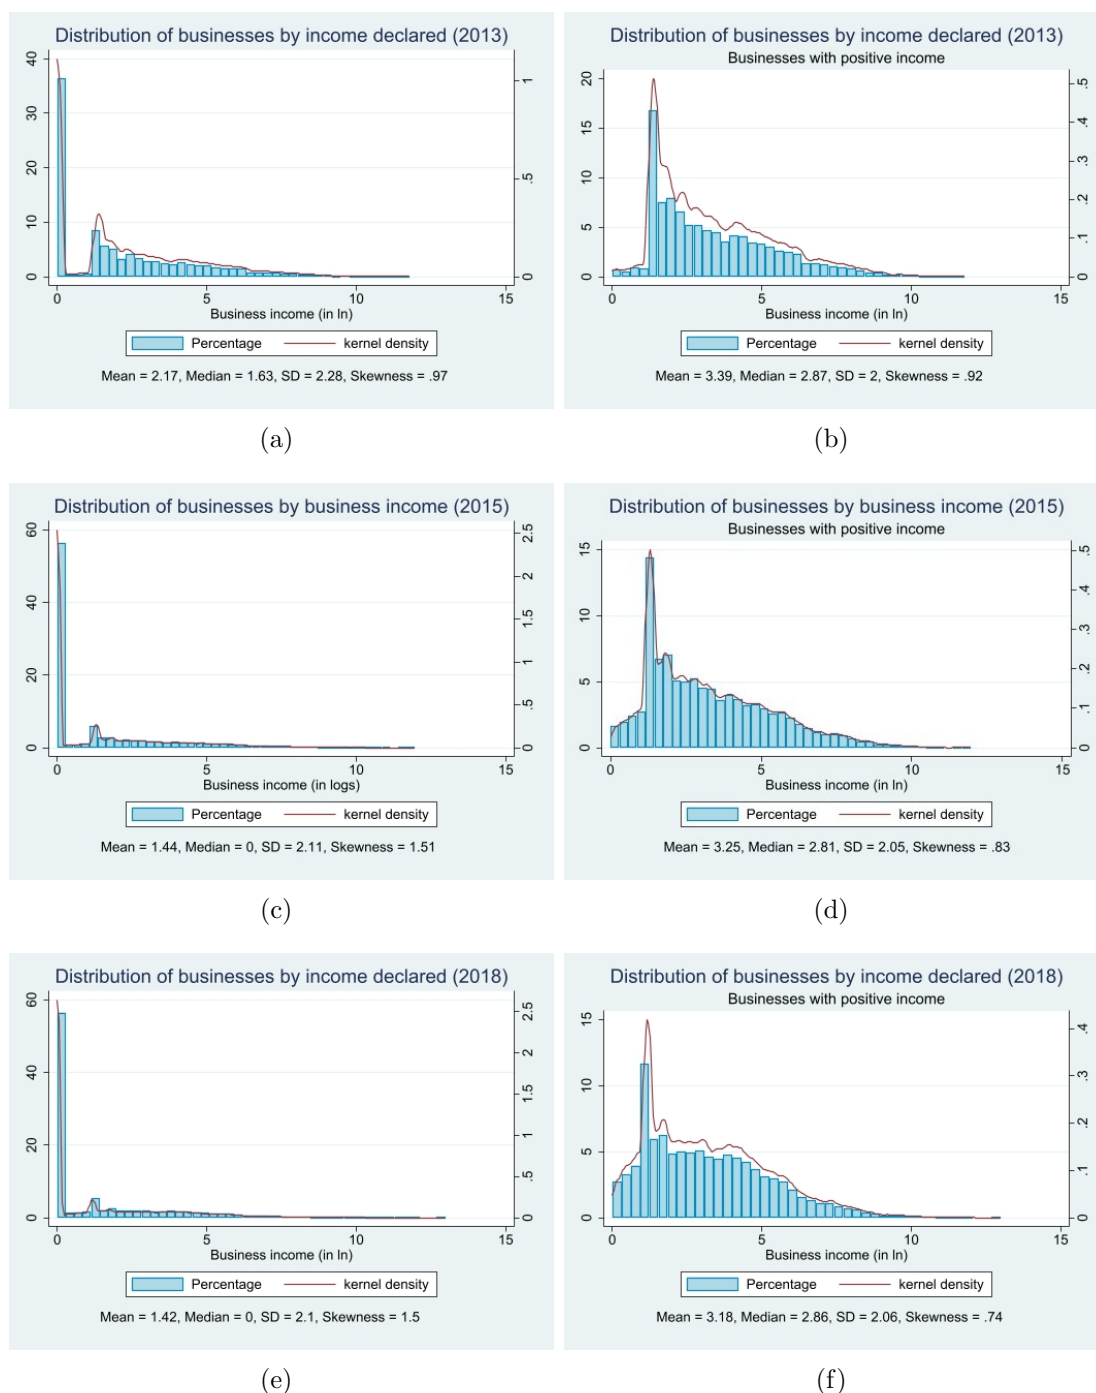 Distribution of businesses by income declared (2013)
40
30
20
10
0
1
.5
0
0 5 10 15
Business income (in ln)
Percentage kernel density
Mean = 2.17, Median = 1.63, SD = 2.28, Skewness = .97
(a)
Distribution of businesses by income declared (2013)
Businesses with positive income
20
15
10
5
0
.5
.4
.3
.2
.1
0
0 5 10 15
Business income (in ln)
Percentage kernel density
Mean = 3.39, Median = 2.87, SD = 2, Skewness = .92
(b)
Distribution of businesses by business income (2015)
60
40
20
0
2.5
2
1.5
1
.5
0
0 5 10 15
Business income (in logs)
Percentage kernel density
Mean = 1.44, Median = 0, SD = 2.11, Skewness = 1.51
(c)
Distribution of businesses by business income (2015)
Businesses with positive income
15
10
5
0
.5
.4
.3
.2
.1
0
0 5 10 15
Business income (in ln)
Percentage kernel density
Mean = 3.25, Median = 2.81, SD = 2.05, Skewness = .83
(d)
Distribution of businesses by income declared (2018)
60
40
20
0
2.5
2
1.5
1
.5
0
0 5 10 15
Business income (in ln)
Percentage kernel density
Mean = 1.42, Median = 0, SD = 2.1, Skewness = 1.5
(e)
Distribution of businesses by income declared (2018)
Businesses with positive income
15
10
5
0
.4
.3
.2
.1
0
0 5 10 15
Business income (in ln)
Percentage kernel density
Mean = 3.18, Median = 2.86, SD = 2.06, Skewness = .74
(f)